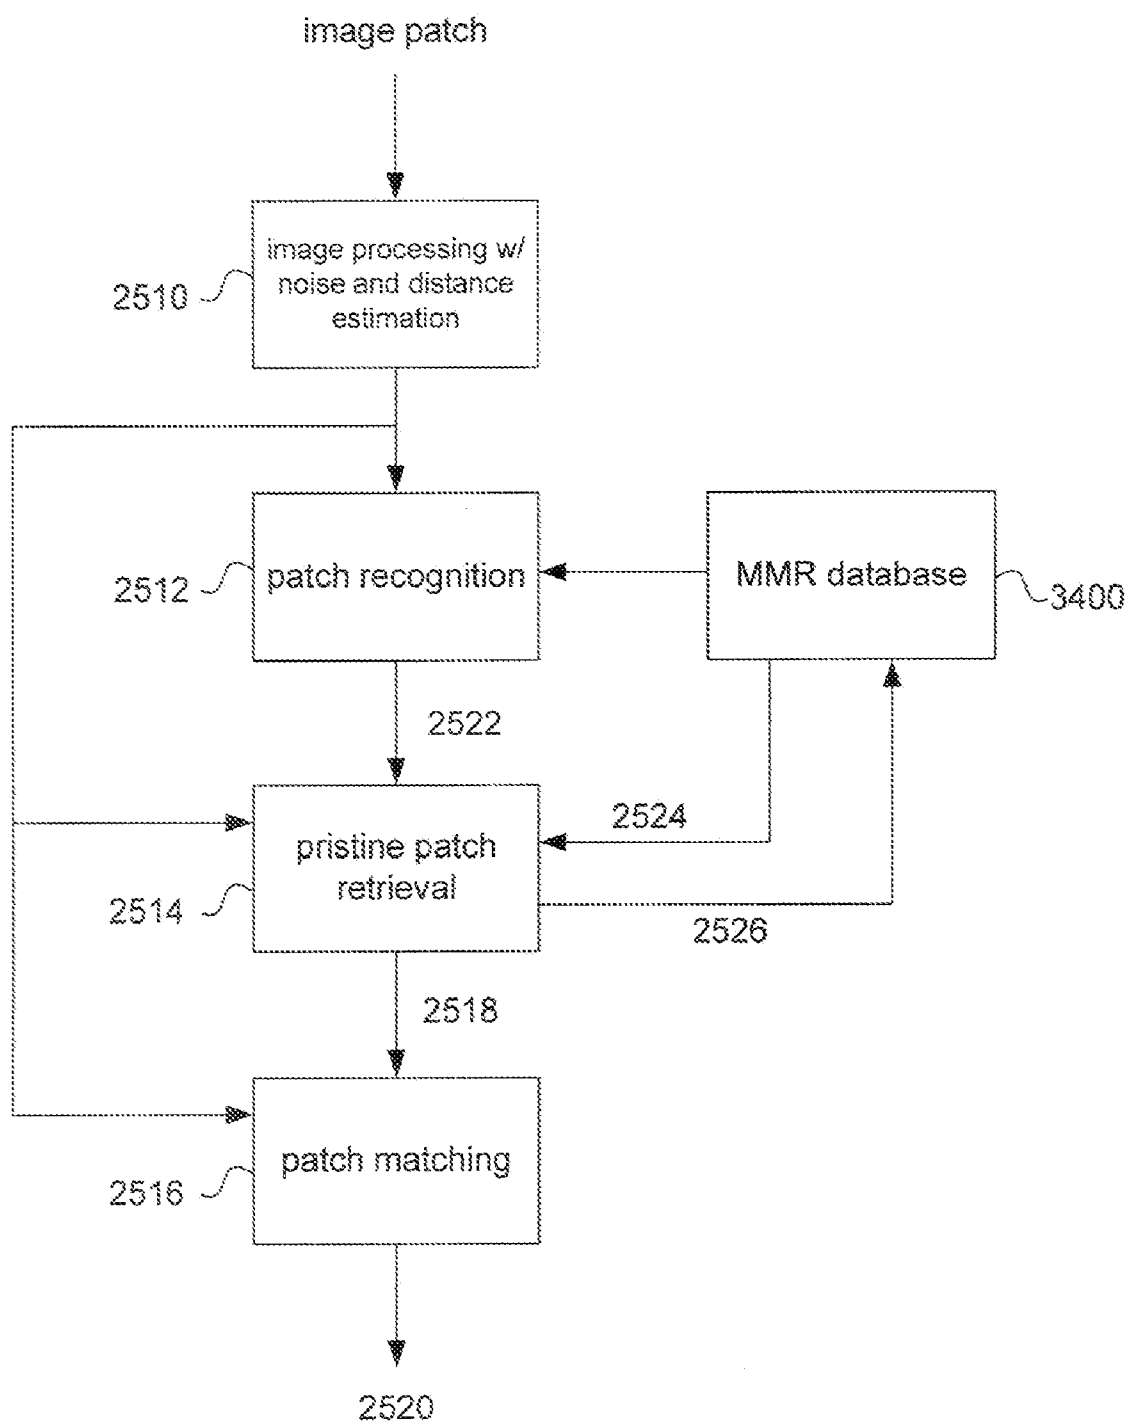 image patch
image processing w/
noise and distance
estimation
2510
patch recognition
2512
MMR database
3400
2522
pristine patch
retrieval
2514
2524
2526
2518
patch matching
2516
2520